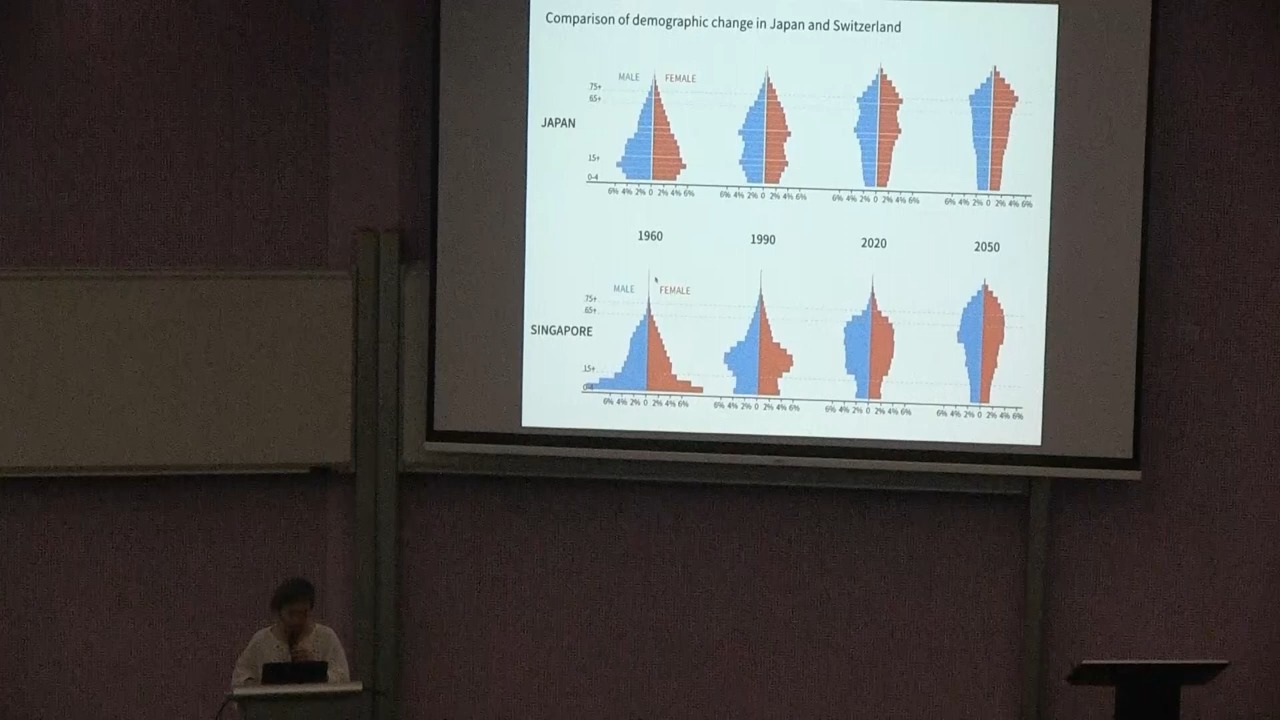 Comparison of demographic change in Japan and Switzerland
MALE FEMALE
75+
65+
JAPAN
15+
0-4
6% 4% 2% 0 2% 4% 6% 6% 4% 2% 0 2% 4% 6% 6% 4% 2% 0 2% 4% 6% 6% 4% 2% 0 2% 4% 6%
1960 1990 2020 2050
MALE FEMALE
75+
65+
SINGAPORE
15+
0-4
6% 4% 2% 0 2% 4% 6% 6% 4% 2% 0 2% 4% 6% 6% 4% 2% 0 2% 4% 6% 6% 4% 2% 0 2% 4% 6%